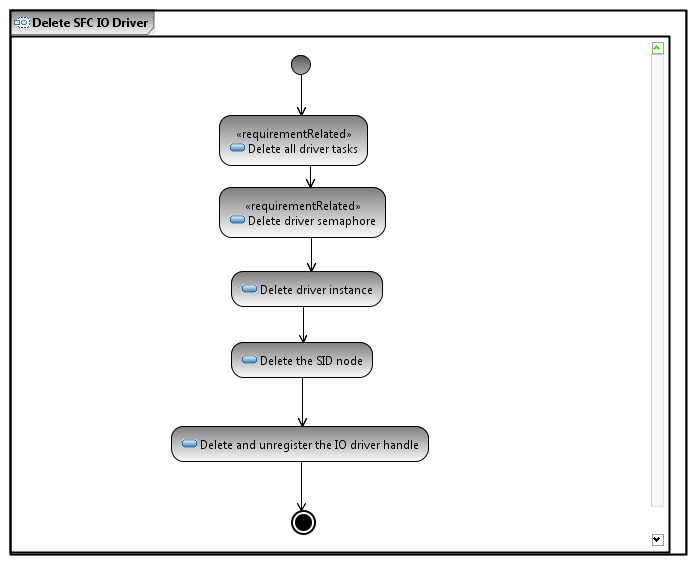 Delete SFC IO Driver
«requirementRelated»
Delete all driver tasks
«requirementRelated»
Delete driver semaphore
Delete driver instance
Delete the SID node
Delete and unregister the IO driver handle